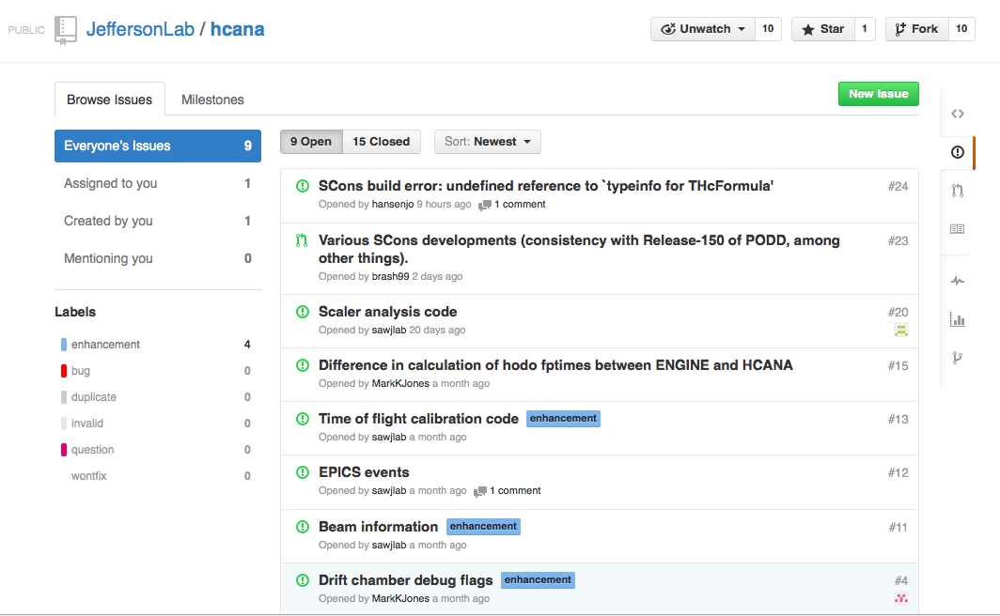 PUBLIC JeffersonLab / hcana
Unwatch 10 Star 1 Fork 10
Browse Issues Milestones
New Issue
Everyone's Issues 9
Assigned to you 1
Created by you 1
Mentioning you 0
Labels
enhancement 4
bug 0
duplicate 0
invalid 0
question 0
wontfix 0
9 Open 15 Closed Sort: Newest
SCons build error: undefined reference to `typeinfo for THcFormula' #24
Opened by hansenjo 9 hours ago 1 comment
Various SCons developments (consistency with Release-150 of PODD, among #23
other things).
Opened by brash99 2 days ago
Scaler analysis code #20
Opened by sawjlab 20 days ago
Difference in calculation of hodo fptimes between ENGINE and HCANA #15
Opened by MarkKJones a month ago
Time of flight calibration code enhancement #13
Opened by sawjlab a month ago
EPICS events #12
Opened by sawjlab a month ago 1 comment
Beam information enhancement #11
Opened by sawjlab a month ago
Drift chamber debug flags enhancement #4
Opened by MarkKJones a month ago